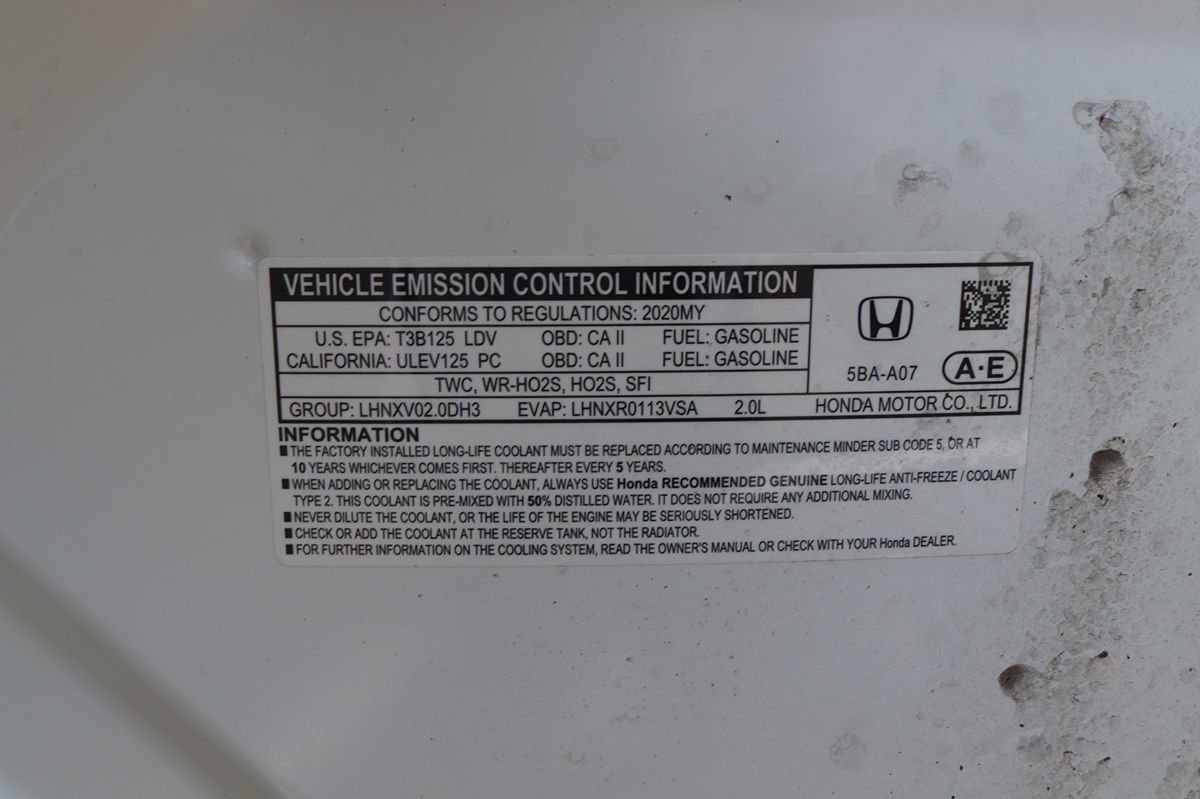 VEHICLE EMISSION CONTROL INFORMATION
CONFORMS TO REGULATIONS: 2020MY
U.S. EPA: T3B125 LDV OBD: CA II FUEL: GASOLINE
CALIFORNIA: ULEV125 PC OBD: CA II FUEL: GASOLINE
TWC, WR-HO2S, HO2S, SFI
5BA-A07 A·E
GROUP: LHNXV02.0DH3 EVAP: LHNXR0113VSA 2.0L HONDA MOTOR CO., LTD.
INFORMATION
■ THE FACTORY INSTALLED LONG-LIFE COOLANT MUST BE REPLACED ACCORDING TO MAINTENANCE MINDER SUB CODE 5, OR AT
10 YEARS WHICHEVER COMES FIRST. THEREAFTER EVERY 5 YEARS.
■ WHEN ADDING OR REPLACING THE COOLANT, ALWAYS USE Honda RECOMMENDED GENUINE LONG-LIFE ANTI-FREEZE / COOLANT
TYPE 2. THIS COOLANT IS PRE-MIXED WITH 50% DISTILLED WATER. IT DOES NOT REQUIRE ANY ADDITIONAL MIXING.
■ NEVER DILUTE THE COOLANT, OR THE LIFE OF THE ENGINE MAY BE SERIOUSLY SHORTENED.
■ CHECK OR ADD THE COOLANT AT THE RESERVE TANK, NOT THE RADIATOR.
■ FOR FURTHER INFORMATION ON THE COOLING SYSTEM, READ THE OWNER'S MANUAL OR CHECK WITH YOUR Honda DEALER.